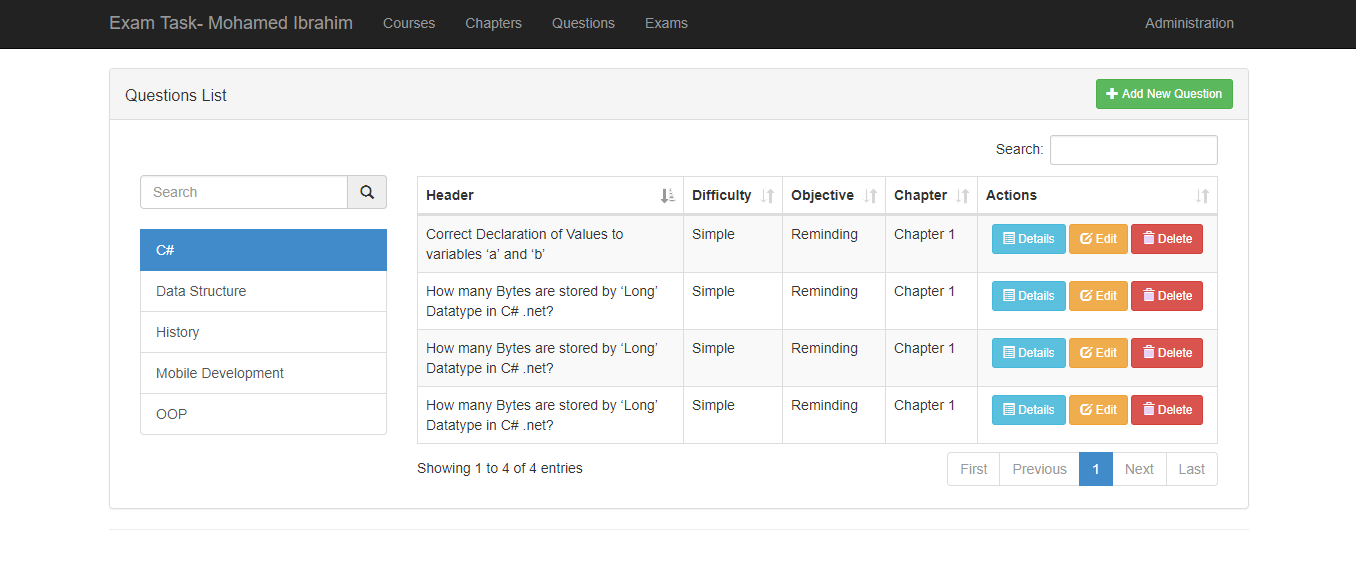 Exam Task- Mohamed Ibrahim Courses Chapters Questions Exams Administration
Questions List
Add New Question
Search:
Search
C#
Data Structure
History
Mobile Development
OOP
Header Difficulty Objective Chapter Actions
Correct Declaration of Values to
variables ‘a’ and ‘b’
Simple Reminding Chapter 1 Details Edit Delete
How many Bytes are stored by ‘Long’
Datatype in C# .net?
Simple Reminding Chapter 1 Details Edit Delete
How many Bytes are stored by ‘Long’
Datatype in C# .net?
Simple Reminding Chapter 1 Details Edit Delete
How many Bytes are stored by ‘Long’
Datatype in C# .net?
Simple Reminding Chapter 1 Details Edit Delete
Showing 1 to 4 of 4 entries
First Previous 1 Next Last